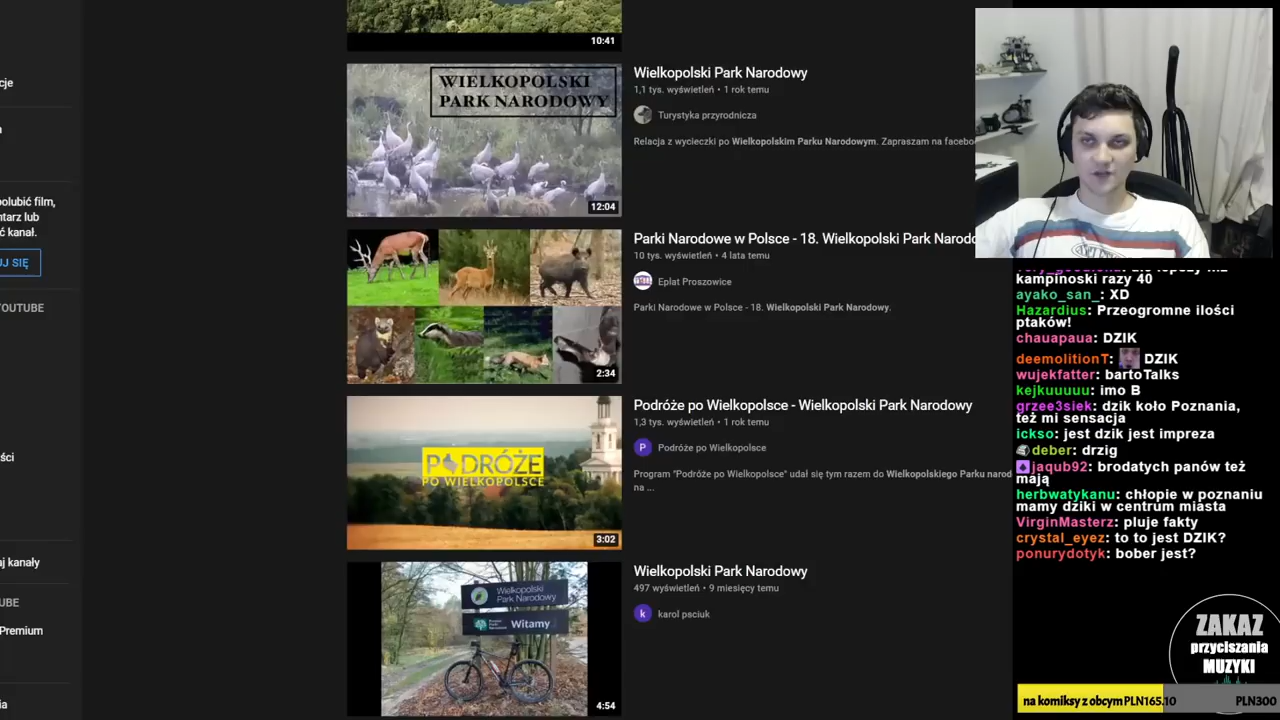 10:41
WIELKOPOLSKI
PARK NARODOWY
12:04
Wielkopolski Park Narodowy
1,1 tys. wyświetleń • 1 rok temu
Turystyka przyrodnicza
Relacja z wycieczki po Wielkopolskim Parku Narodowym. Zapraszam na facebo
cje
polubić film,
ntarz lub
ć kanał.
UJ SIĘ
YOUTUBE
ści
aj kanały
UBE
Premium
ia
2:34
Parki Narodowe w Polsce - 18. Wielkopolski Park Narodo
10 tys. wyświetleń • 4 lata temu
Eplat Proszowice
Parki Narodowe w Polsce - 18. Wielkopolski Park Narodowy.
PODRÓŻE
PO WIELKOPOLSCE
3:02
Podróże po Wielkopolsce - Wielkopolski Park Narodowy
1,3 tys. wyświetleń • 1 rok temu
P Podróże po Wielkopolsce
Program "Podróże po Wielkopolsce" udał się tym razem do Wielkopolskiego Parku narod
na ...
Wielkopolski
Park Narodowy
Witamy
4:54
Wielkopolski Park Narodowy
497 wyświetleń • 9 miesięcy temu
k karol psciuk
kampinoski razy 40
ayako_san_: XD
Hazardius: Przeogromne ilości
ptaków!
chauapaua: DZIK
deemolitionT: DZIK
wujekfatter: bartoTalks
kejkuuuuu: imo B
grzee3siek: dzik koło Poznania,
też mi sensacja
ickso: jest dzik jest impreza
deber: drzig
jaqub92: brodatych panów też
mają
herbwatykanu: chłopie w poznaniu
mamy dziki w centrum miasta
VirginMasterz: pluje fakty
crystal_eyez: to to jest DZIK?
ponurydotyk: bober jest?
ZAKAZ
przyciszania
MUZYKI
na komiksy z obcym PLN165.10
PLN300